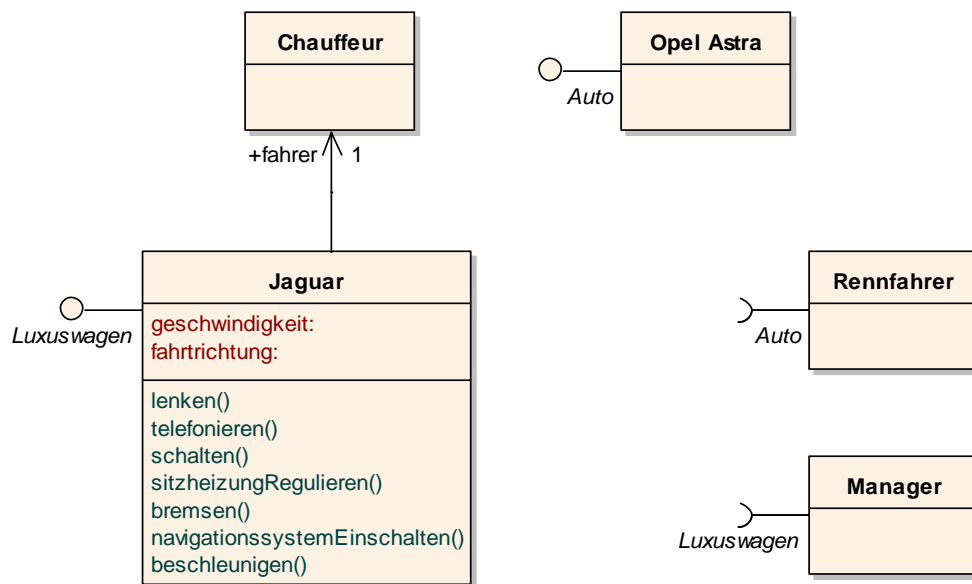 Chauffeur
Opel Astra
Auto
+fahrer 1
Jaguar
geschwindigkeit:
fahrtrichtung:
Luxuswagen
lenken()
telefonieren()
schalten()
sitzheizungRegulieren()
bremsen()
navigationssystemEinschalten()
beschleunigen()
Rennfahrer
Auto
Manager
Luxuswagen